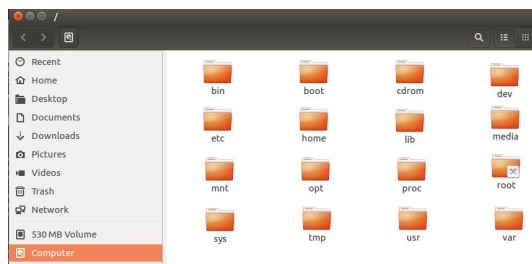 /
Recent
Home
Desktop
Documents
Downloads
Pictures
Videos
Trash
Network
530 MB Volume
Computer
bin boot cdrom dev
etc home lib media
mnt opt proc root
sys tmp usr var